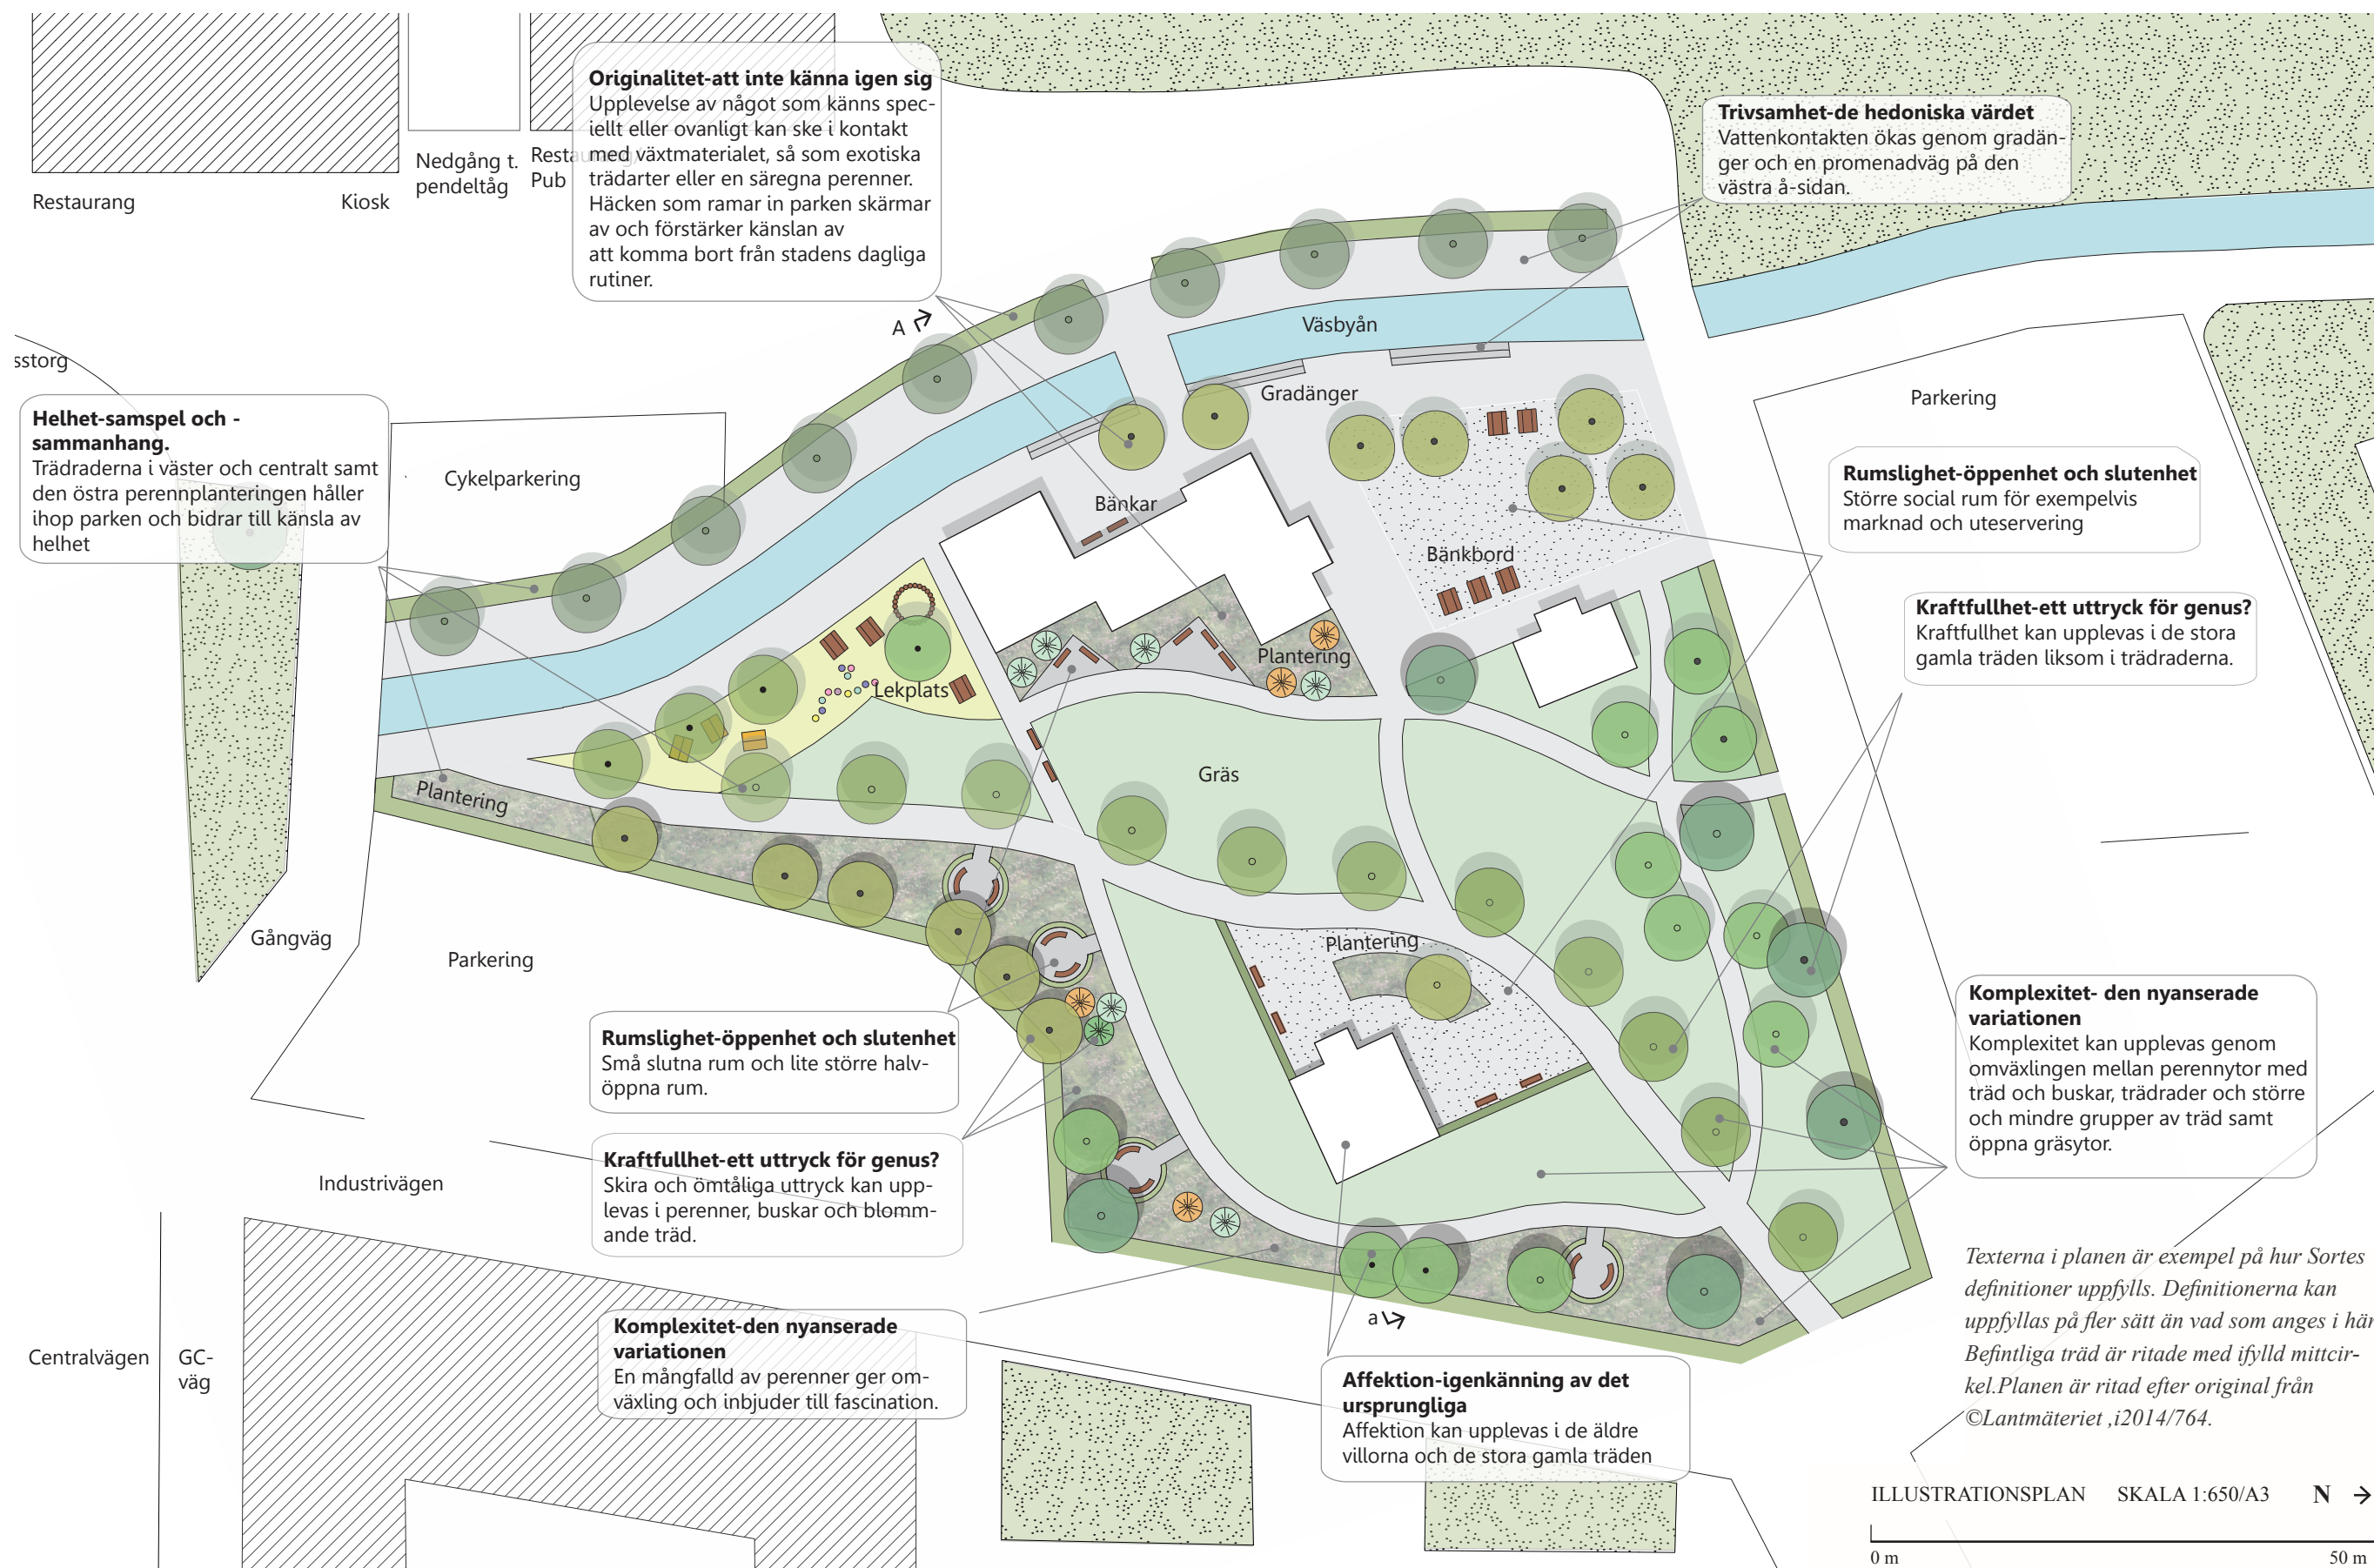 Originalitet-att inte känna igen sig
Upplevelse av något som känns spec-
iellt eller ovanligt kan ske i kontakt
med växtmaterialet, så som exotiska
trädarter eller en säregna perenner.
Häcken som ramar in parken skärmar
av och förstärker känslan av
att komma bort från stadens dagliga
rutiner.
Trivsamhet-de hedoniska värdet
Vattenkontakten ökas genom gradän-
ger och en promenadväg på den
västra å-sidan.
Restaurang
Kiosk
Nedgång t.
pendeltåg
Restaurang/
Pub
A
Väsbyån
sstorg
Helhet-samspel och -
sammanhang.
Trädraderna i väster och centralt samt
den östra perennplanteringen håller
ihop parken och bidrar till känsla av
helhet
Cykelparkering
Gradänger
Parkering
Bänkar
Bänkbord
Rumslighet-öppenhet och slutenhet
Större social rum för exempelvis
marknad och uteservering
Kraftfullhet-ett uttryck för genus?
Kraftfullhet kan upplevas i de stora
gamla träden liksom i trädraderna.
Plantering
Lekplats
Gräs
Plantering
Gångväg
Parkering
Plantering
Rumslighet-öppenhet och slutenhet
Små slutna rum och lite större halv-
öppna rum.
Komplexitet- den nyanserade
variationen
Komplexitet kan upplevas genom
omväxlingen mellan perennytor med
träd och buskar, trädrader och större
och mindre grupper av träd samt
öppna gräsytor.
Kraftfullhet-ett uttryck för genus?
Skira och ömtåliga uttryck kan upp-
levas i perenner, buskar och blomm-
ande träd.
Industrivägen
Komplexitet-den nyanserade
variationen
En mångfalld av perenner ger om-
växling och inbjuder till fascination.
Centralvägen
GC-
väg
a
Affektion-igenkänning av det
ursprungliga
Affektion kan upplevas i de äldre
villorna och de stora gamla träden
Texterna i planen är exempel på hur Sortes
definitioner uppfylls. Definitionerna kan
uppfyllas på fler sätt än vad som anges i här
Befintliga träd är ritade med ifylld mittcir-
kel.Planen är ritad efter original från
©Lantmäteriet ,i2014/764.
ILLUSTRATIONSPLAN SKALA 1:650/A3 N →
0 m 50 m